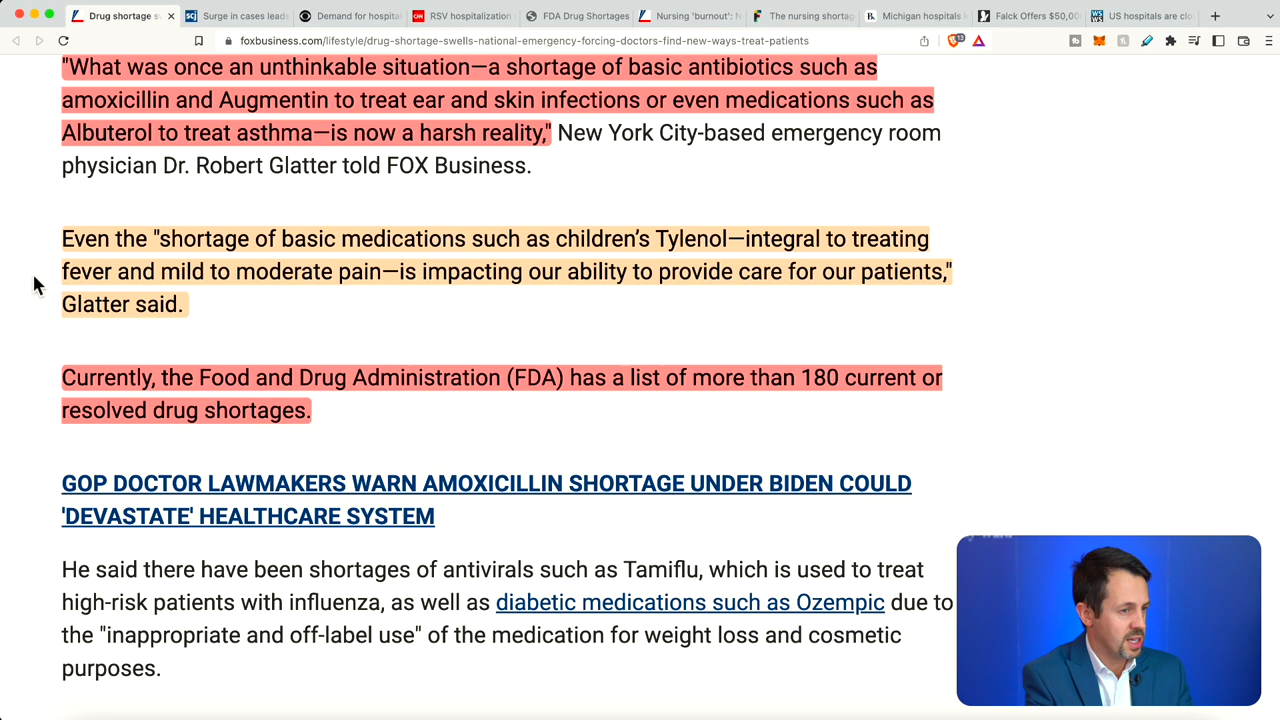 Drug shortage s
Surge in cases lead
Demand for hospital
RSV hospitalization
FDA Drug Shortages
Nursing 'burnout': N
The nursing shortag
Michigan hospitals
Falck Offers $50,00
US hospitals are clo
foxbusiness.com/lifestyle/drug-shortage-swells-national-emergency-forcing-doctors-find-new-ways-treat-patients
"What was once an unthinkable situation—a shortage of basic antibiotics such as
amoxicillin and Augmentin to treat ear and skin infections or even medications such as
Albuterol to treat asthma—is now a harsh reality," New York City-based emergency room
physician Dr. Robert Glatter told FOX Business.
Even the "shortage of basic medications such as children’s Tylenol—integral to treating
fever and mild to moderate pain—is impacting our ability to provide care for our patients,"
Glatter said.
Currently, the Food and Drug Administration (FDA) has a list of more than 180 current or
resolved drug shortages.
GOP DOCTOR LAWMAKERS WARN AMOXICILLIN SHORTAGE UNDER BIDEN COULD
'DEVASTATE' HEALTHCARE SYSTEM
He said there have been shortages of antivirals such as Tamiflu, which is used to treat
high-risk patients with influenza, as well as diabetic medications such as Ozempic due to
the "inappropriate and off-label use" of the medication for weight loss and cosmetic
purposes.